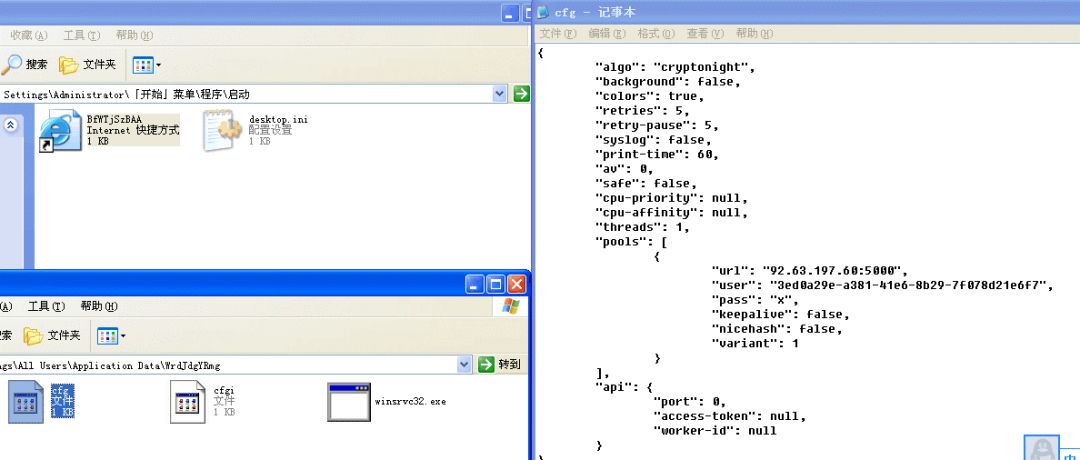 收藏(A) 工具(T) 帮助(H)
搜索 文件夹
Settings\Administrator\「开始」菜单\程序\启动
BfWTjSzBAA
Internet 快捷方式
1 KB
desktop.ini
配置设置
1 KB
(A) 工具(T) 帮助(H)
索 文件夹
gs\All Users\Application Data\WrdJdgYRmg
转到
cfg
文件
1 KB
cfgi
文件
1 KB
winsrvc32.exe
cfg - 记事本
文件(F) 编辑(E) 格式(O) 查看(V) 帮助(H)
{
"algo": "cryptonight",
"background": false,
"colors": true,
"retries": 5,
"retry-pause": 5,
"syslog": false,
"print-time": 60,
"av": 0,
"safe": false,
"cpu-priority": null,
"cpu-affinity": null,
"threads": 1,
"pools": [
{
"url": "92.63.197.60:5000",
"user": "3ed0a29e-a381-41e6-8b29-7f078d21e6f7",
"pass": "x",
"keepalive": false,
"nicehash": false,
"variant": 1
}
],
"api": {
"port": 0,
"access-token": null,
"worker-id": null
}